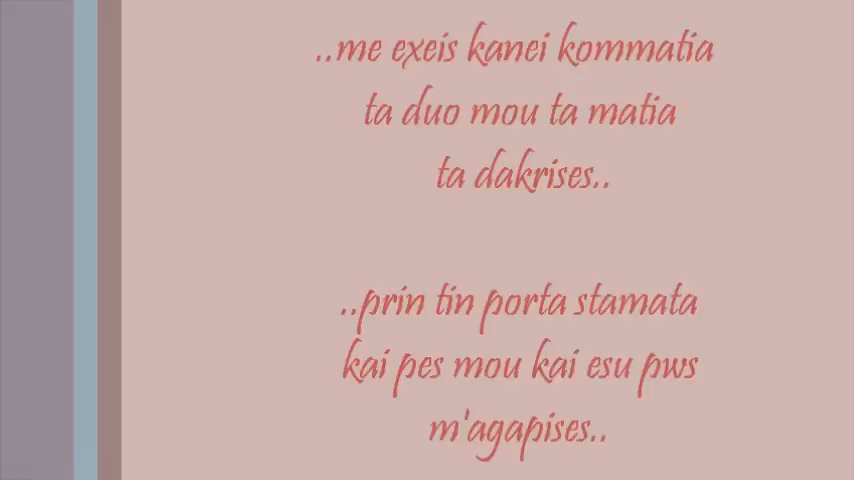 ..me exeis kanei kommatia
ta duo mou ta matia
ta dakrises..
..prin tin porta stamata
kai pes mou kai esu pws
m'agapises..